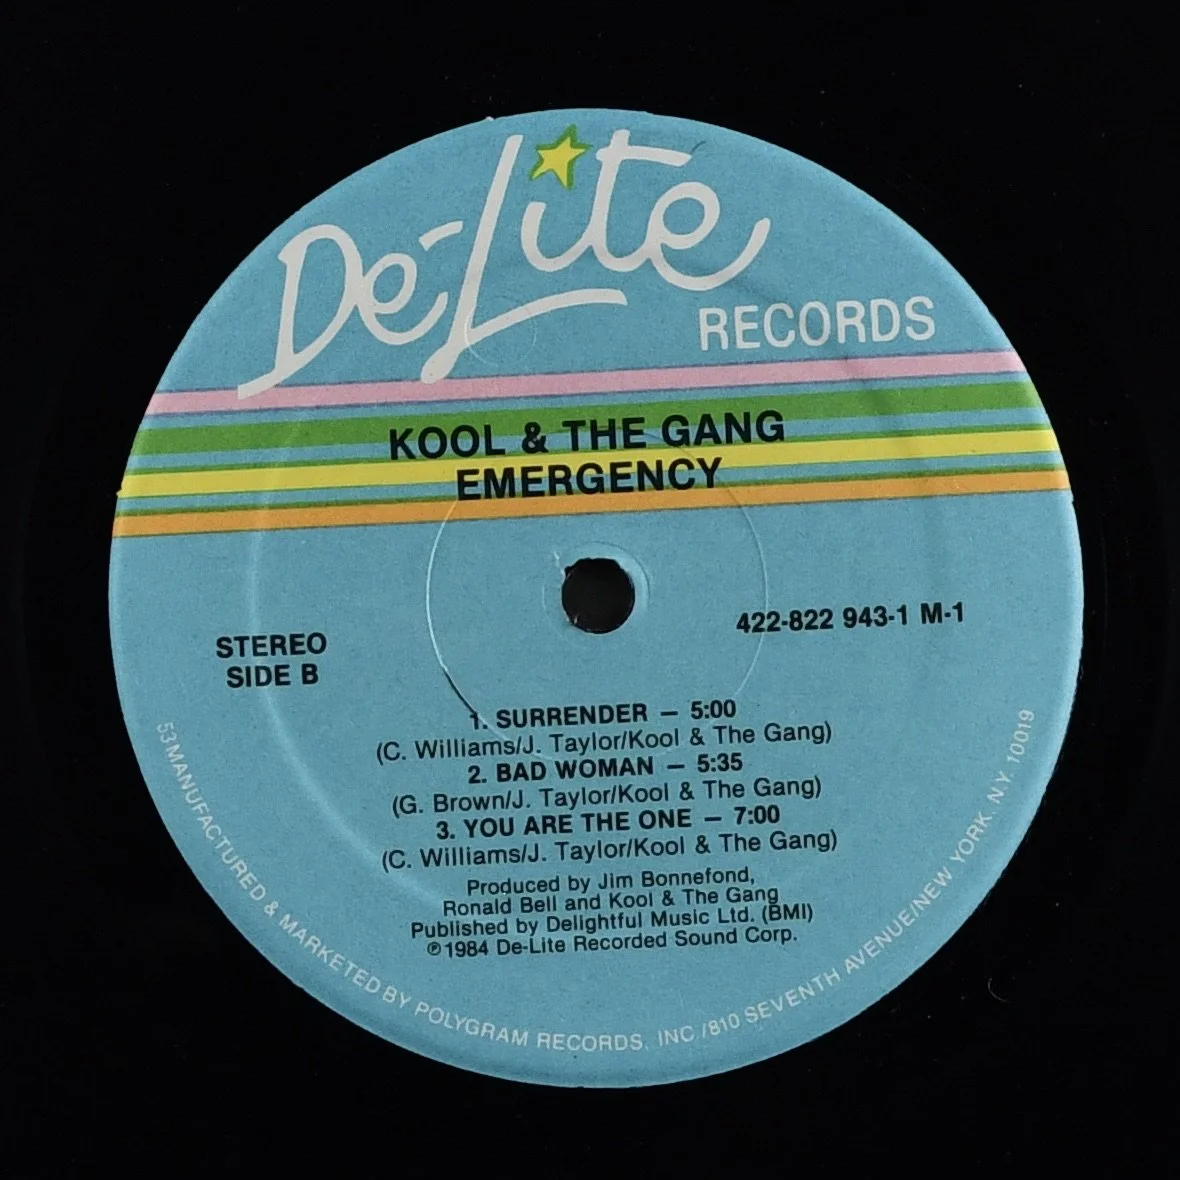 De-Lite
RECORDS
KOOL & THE GANG
EMERGENCY
STEREO
SIDE B
422-822 943-1 M-1
1. SURRENDER — 5:00
(C. Williams/J. Taylor/Kool & The Gang)
2. BAD WOMAN — 5:35
(G. Brown/J. Taylor/Kool & The Gang)
3. YOU ARE THE ONE — 7:00
(C. Williams/J. Taylor/Kool & The Gang)
Produced by Jim Bonnefond,
Ronald Bell and Kool & The Gang
Published by Delightful Music Ltd. (BMI)
℗1984 De-Lite Recorded Sound Corp.
53 MANUFACTURED & MARKETED BY POLYGRAM RECORDS, INC /810 SEVENTH AVENUE/NEW YORK, N.Y. 10019